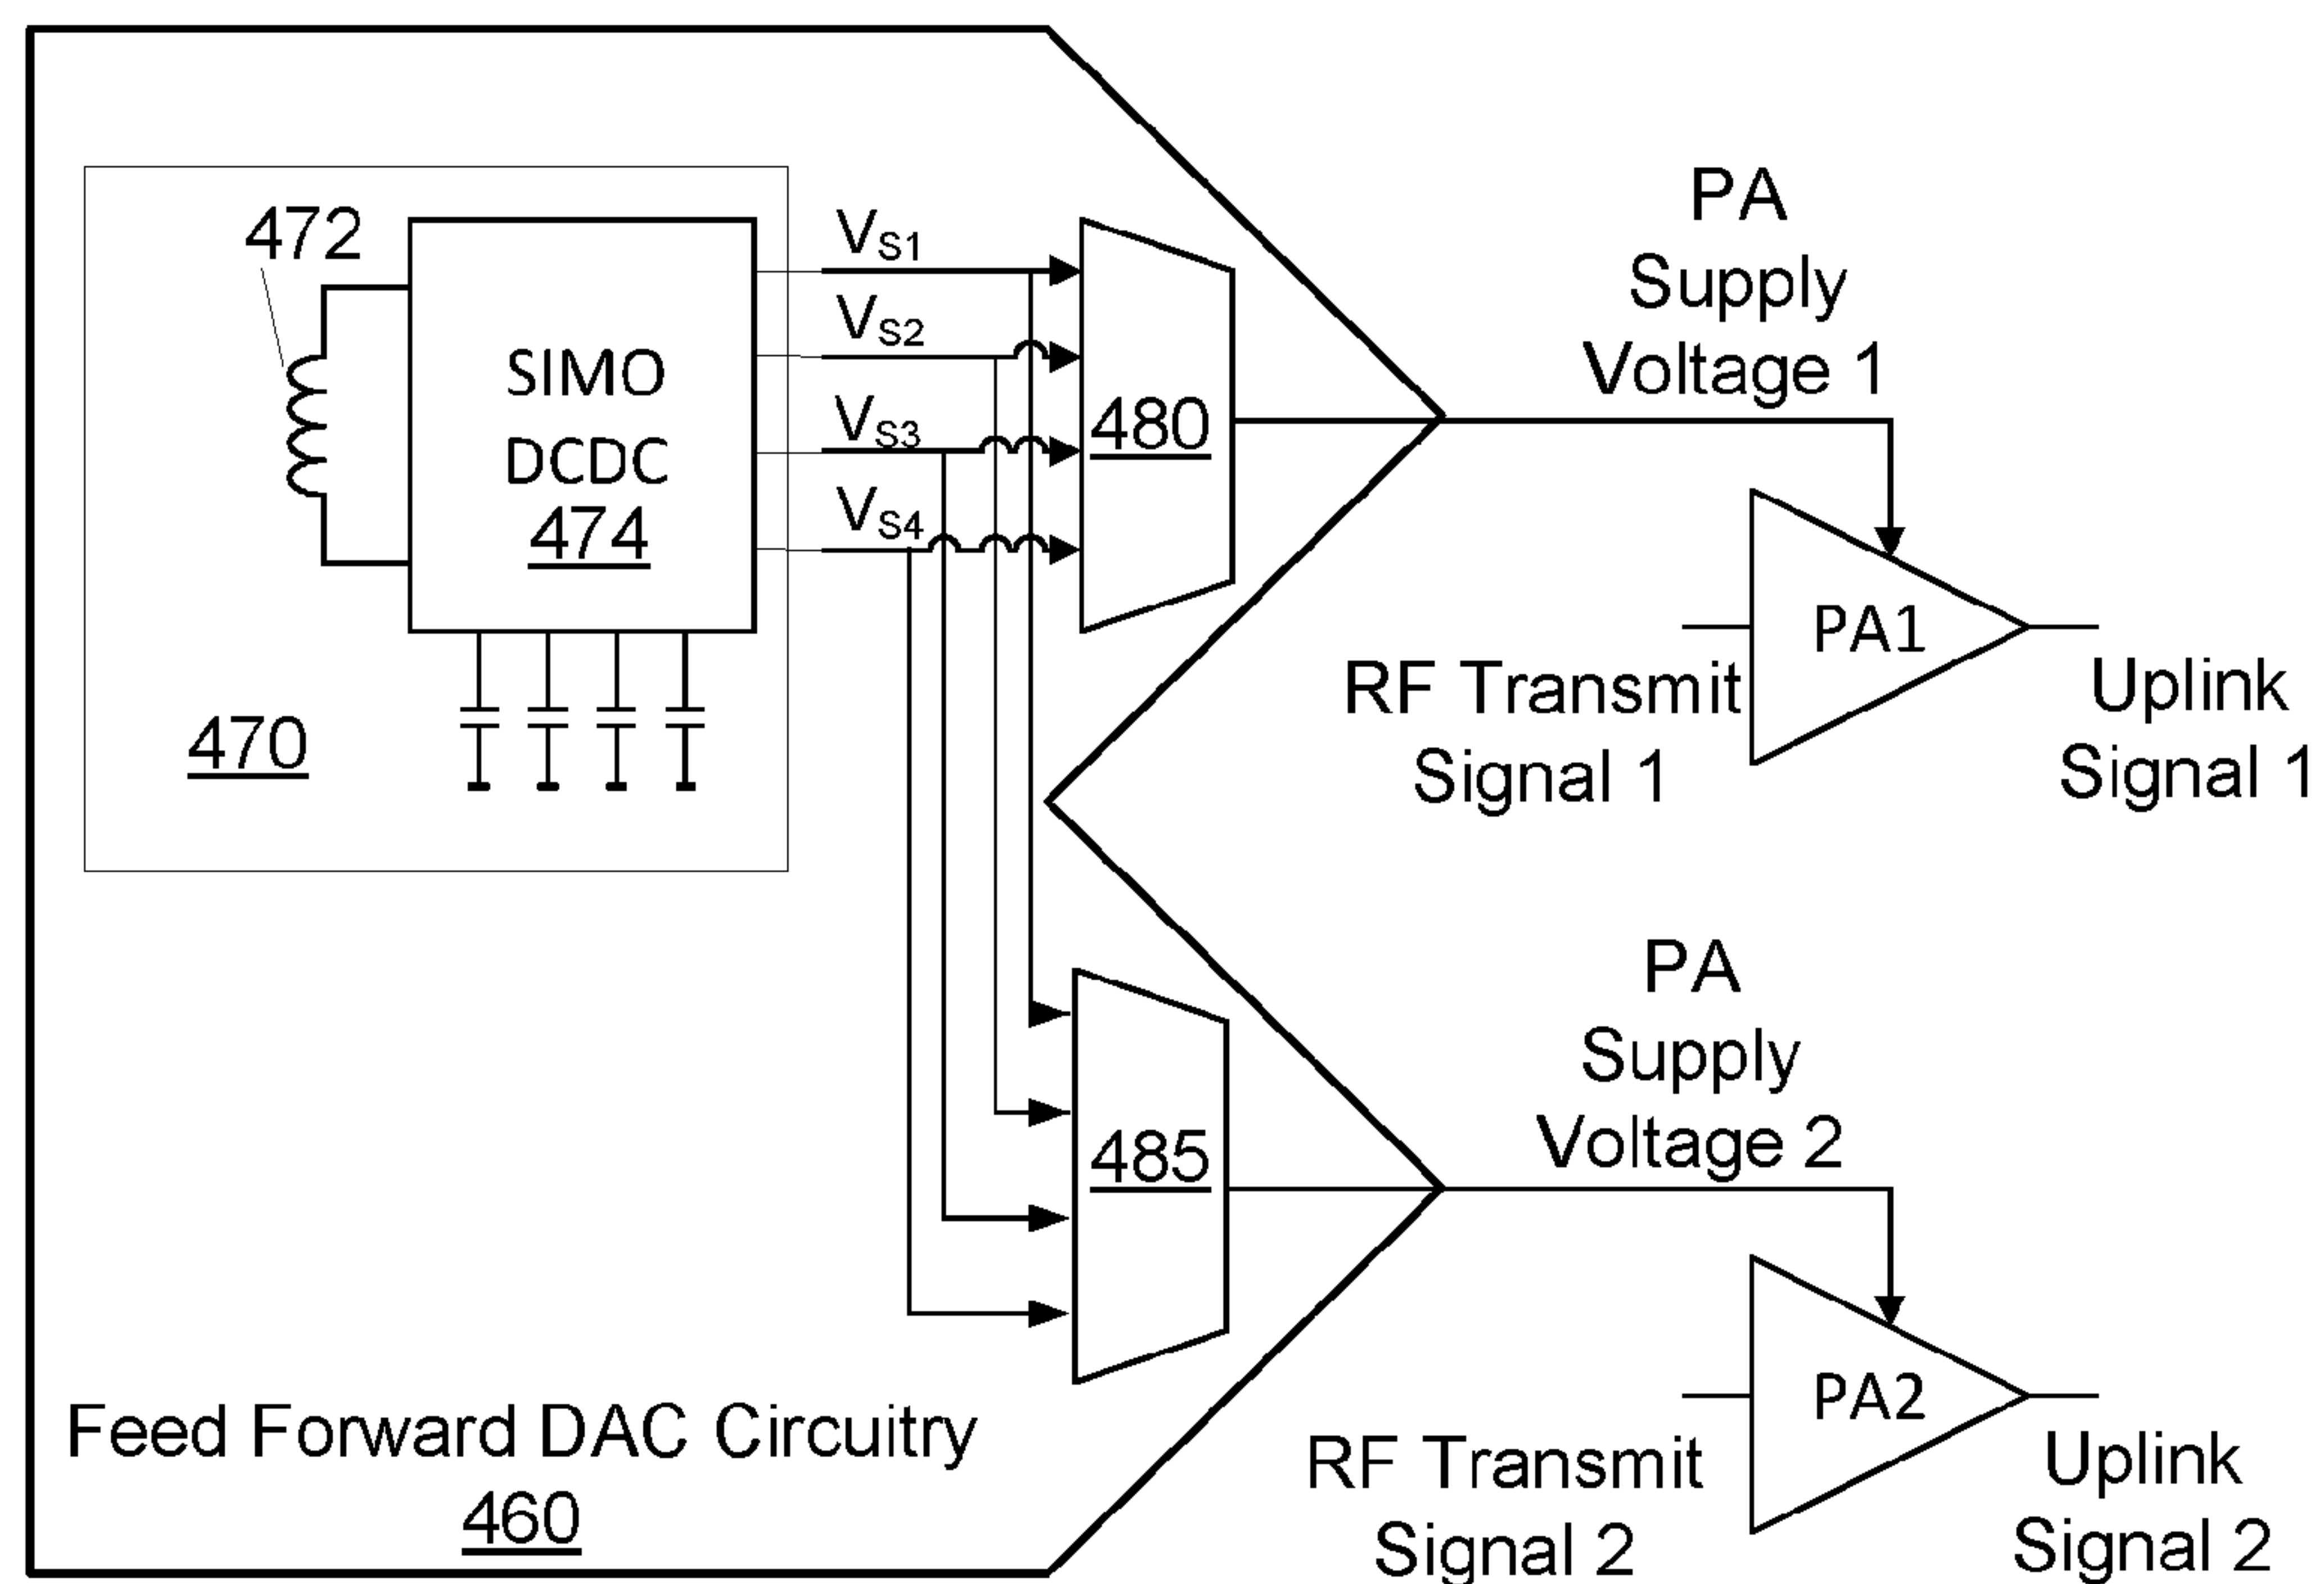 472
SIMO
DCDC
474
470
VS1
VS2
VS3
VS4
480
PA
Supply
Voltage 1
PA1
RF Transmit
Signal 1
Uplink
Signal 1
485
PA
Supply
Voltage 2
PA2
RF Transmit
Signal 2
Uplink
Signal 2
Feed Forward DAC Circuitry
460